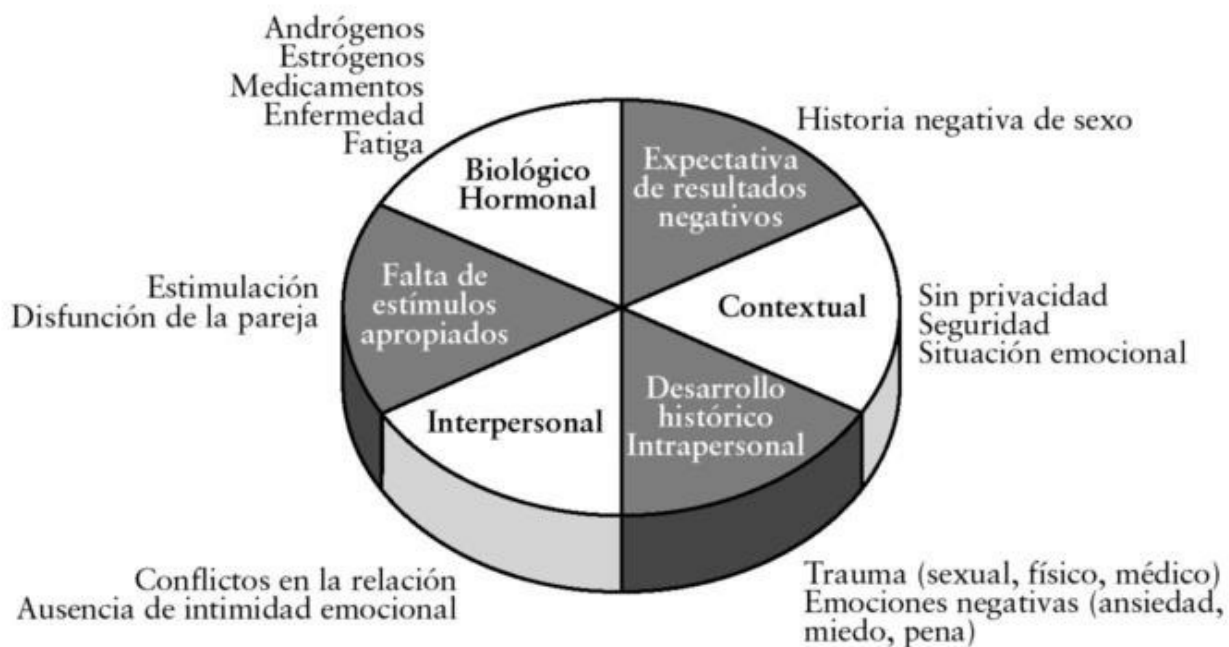 Andrógenos
Estrógenos
Medicamentos
Enfermedad
Fatiga
Biológico
Hormonal
Historia negativa de sexo
Expectativa
de resultados
negativos
Estimulación
Disfunción de la pareja
Falta de
estímulos
apropiados
Contextual
Sin privacidad
Seguridad
Situación emocional
Interpersonal
Desarrollo
histórico
Intrapersonal
Conflictos en la relación
Ausencia de intimidad emocional
Trauma (sexual, físico, médico)
Emociones negativas (ansiedad,
miedo, pena)